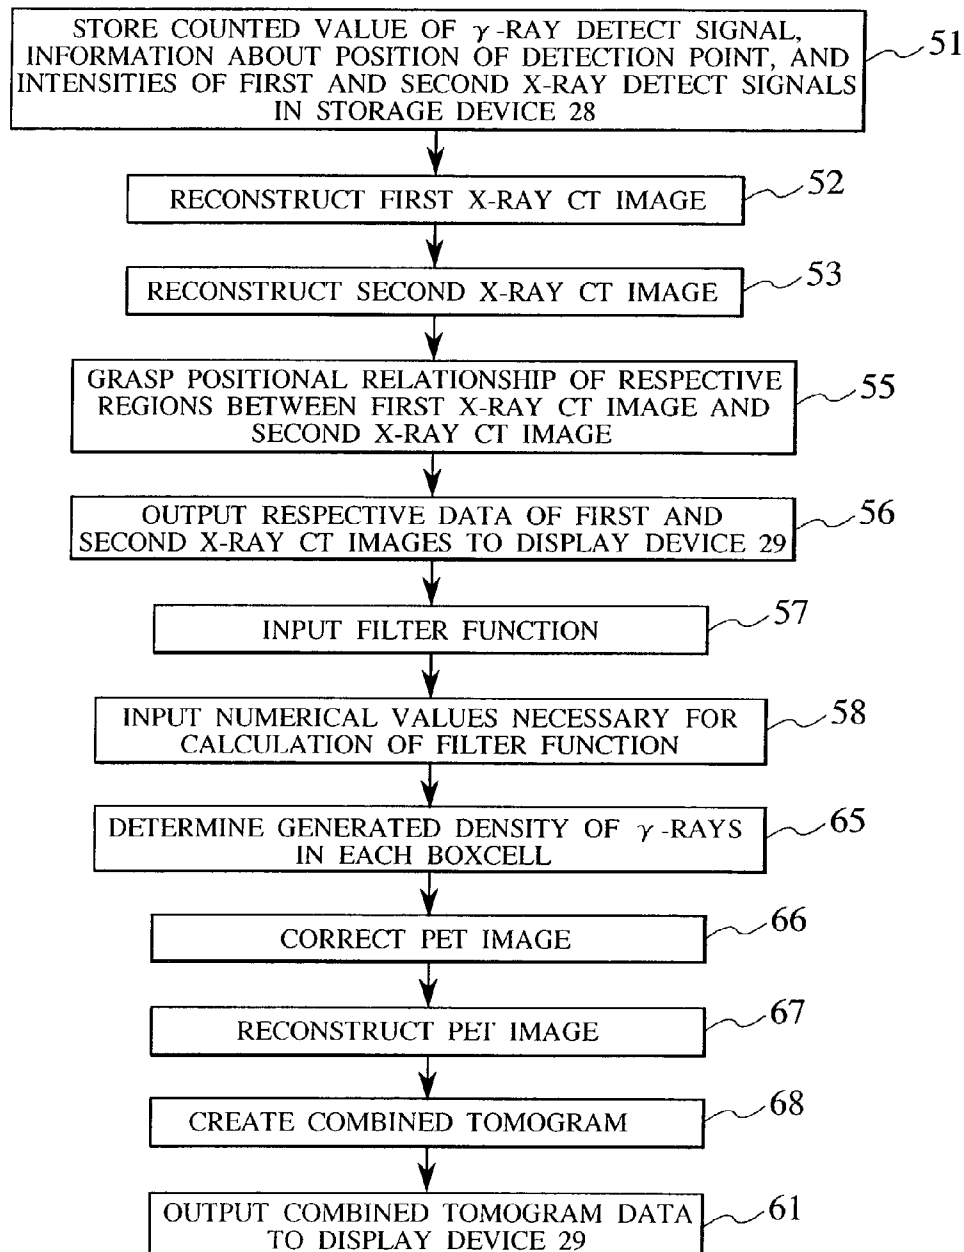 STORE COUNTED VALUE OF γ-RAY DETECT SIGNAL,
INFORMATION ABOUT POSITION OF DETECTION POINT, AND
INTENSITIES OF FIRST AND SECOND X-RAY DETECT SIGNALS
IN STORAGE DEVICE 28
51
RECONSTRUCT FIRST X-RAY CT IMAGE
52
RECONSTRUCT SECOND X-RAY CT IMAGE
53
GRASP POSITIONAL RELATIONSHIP OF RESPECTIVE
REGIONS BETWEEN FIRST X-RAY CT IMAGE AND
SECOND X-RAY CT IMAGE
55
OUTPUT RESPECTIVE DATA OF FIRST AND
SECOND X-RAY CT IMAGES TO DISPLAY DEVICE 29
56
INPUT FILTER FUNCTION
57
INPUT NUMERICAL VALUES NECESSARY FOR
CALCULATION OF FILTER FUNCTION
58
DETERMINE GENERATED DENSITY OF γ-RAYS
IN EACH BOXCELL
65
CORRECT PET IMAGE
66
RECONSTRUCT PET IMAGE
67
CREATE COMBINED TOMOGRAM
68
OUTPUT COMBINED TOMOGRAM DATA
TO DISPLAY DEVICE 29
61